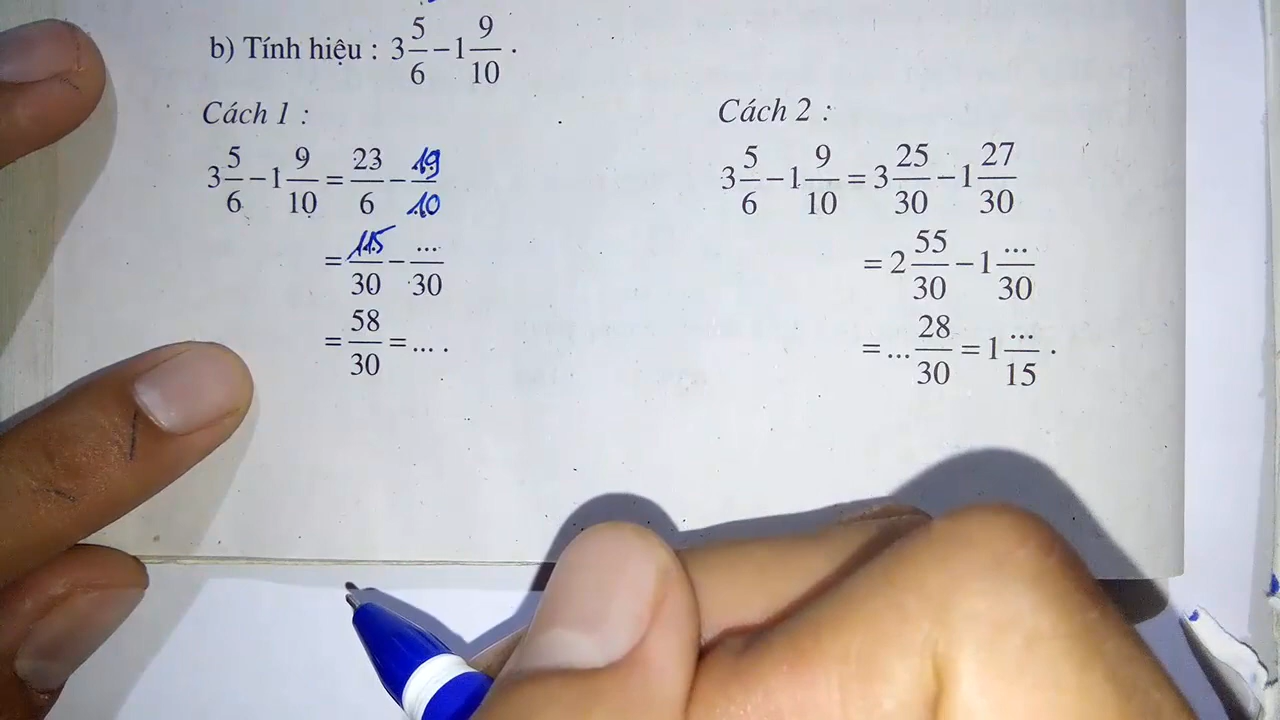 b) Tính hiệu : 3 5/6 − 1 9/10 .
Cách 1 :
3 5/6 − 1 9/10 = 23/6 − 19/10
= 115/30 − .../30
= 58/30 = ... .
Cách 2 :
3 5/6 − 1 9/10 = 3 25/30 − 1 27/30
= 2 55/30 − 1 .../30
= ... 28/30 = 1 .../15 .